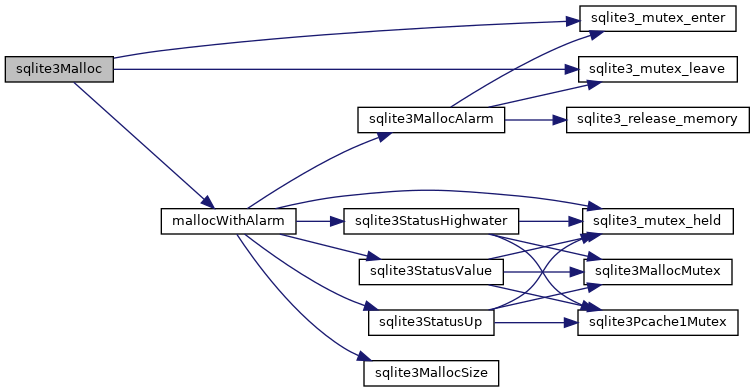 sqlite3Malloc
mallocWithAlarm
sqlite3MallocAlarm
sqlite3StatusHighwater
sqlite3StatusValue
sqlite3StatusUp
sqlite3MallocSize
sqlite3_mutex_enter
sqlite3_mutex_leave
sqlite3_release_memory
sqlite3_mutex_held
sqlite3MallocMutex
sqlite3Pcache1Mutex